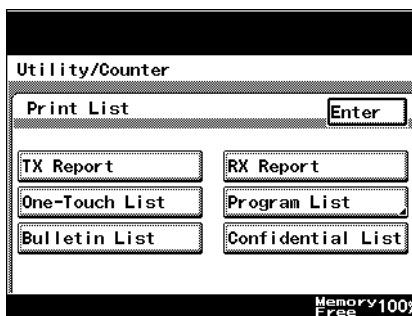 Utility/Counter
Print List
Enter
TX Report
RX Report
One-Touch List
Program List
Bulletin List
Confidential List
Memory
Free
100%